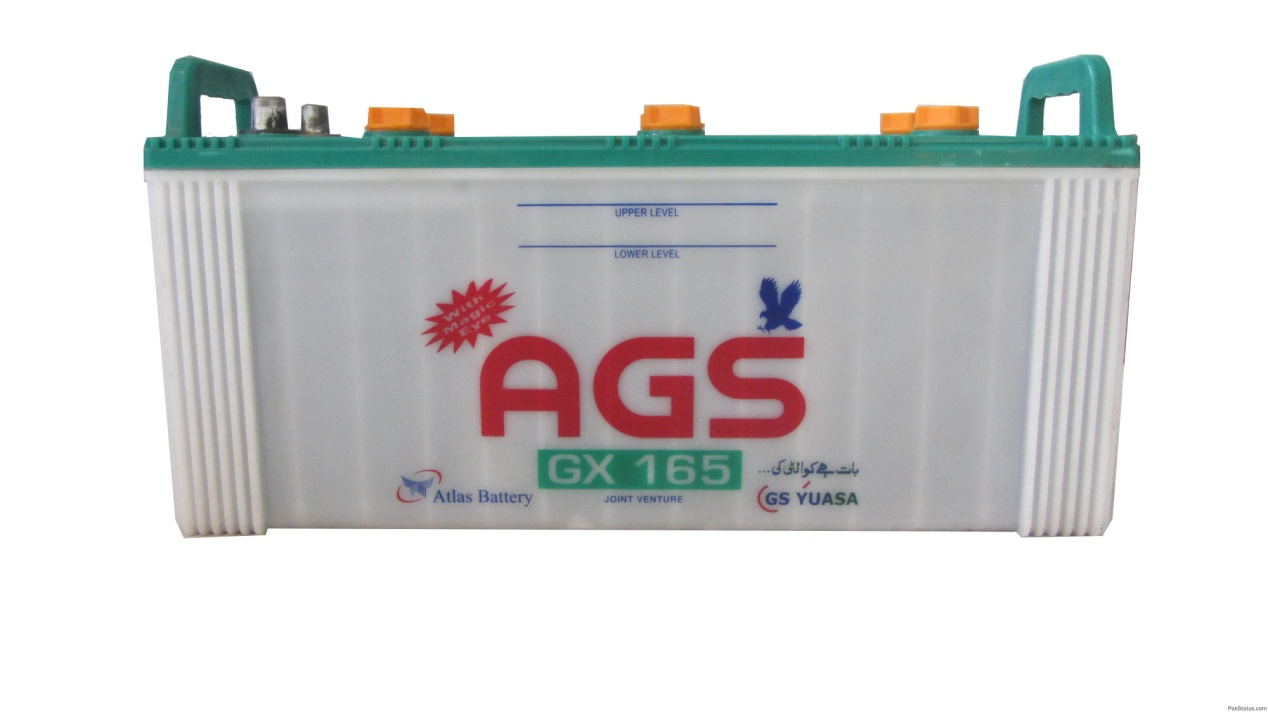 UPPER LEVEL
LOWER LEVEL
With
Magic
Eye
AGS
GX 165
بات ہے کوالٹی کی...
Atlas Battery
JOINT VENTURE
GS YUASA
PakStatus.com